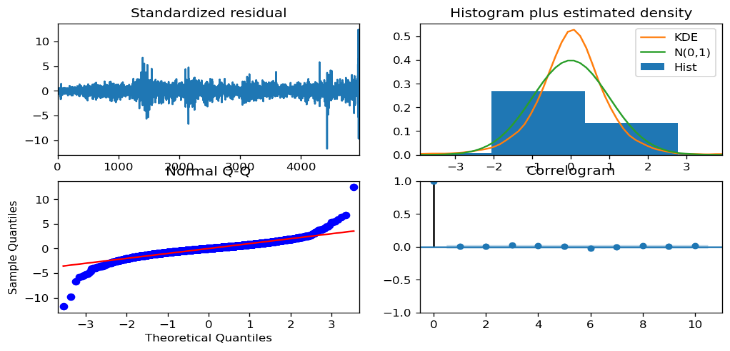 Standardized residual
10
5
0
−5
−10
0 1000 2000 3000 4000
Histogram plus estimated density
0.5
0.4
0.3
0.2
0.1
0.0
KDE
N(0,1)
Hist
−3 −2 −1 0 1 2 3
Normal Q-Q
Sample Quantiles
10
5
0
−5
−10
−3 −2 −1 0 1 2 3
Theoretical Quantiles
Correlogram
1.0
0.5
0.0
−0.5
−1.0
0 2 4 6 8 10